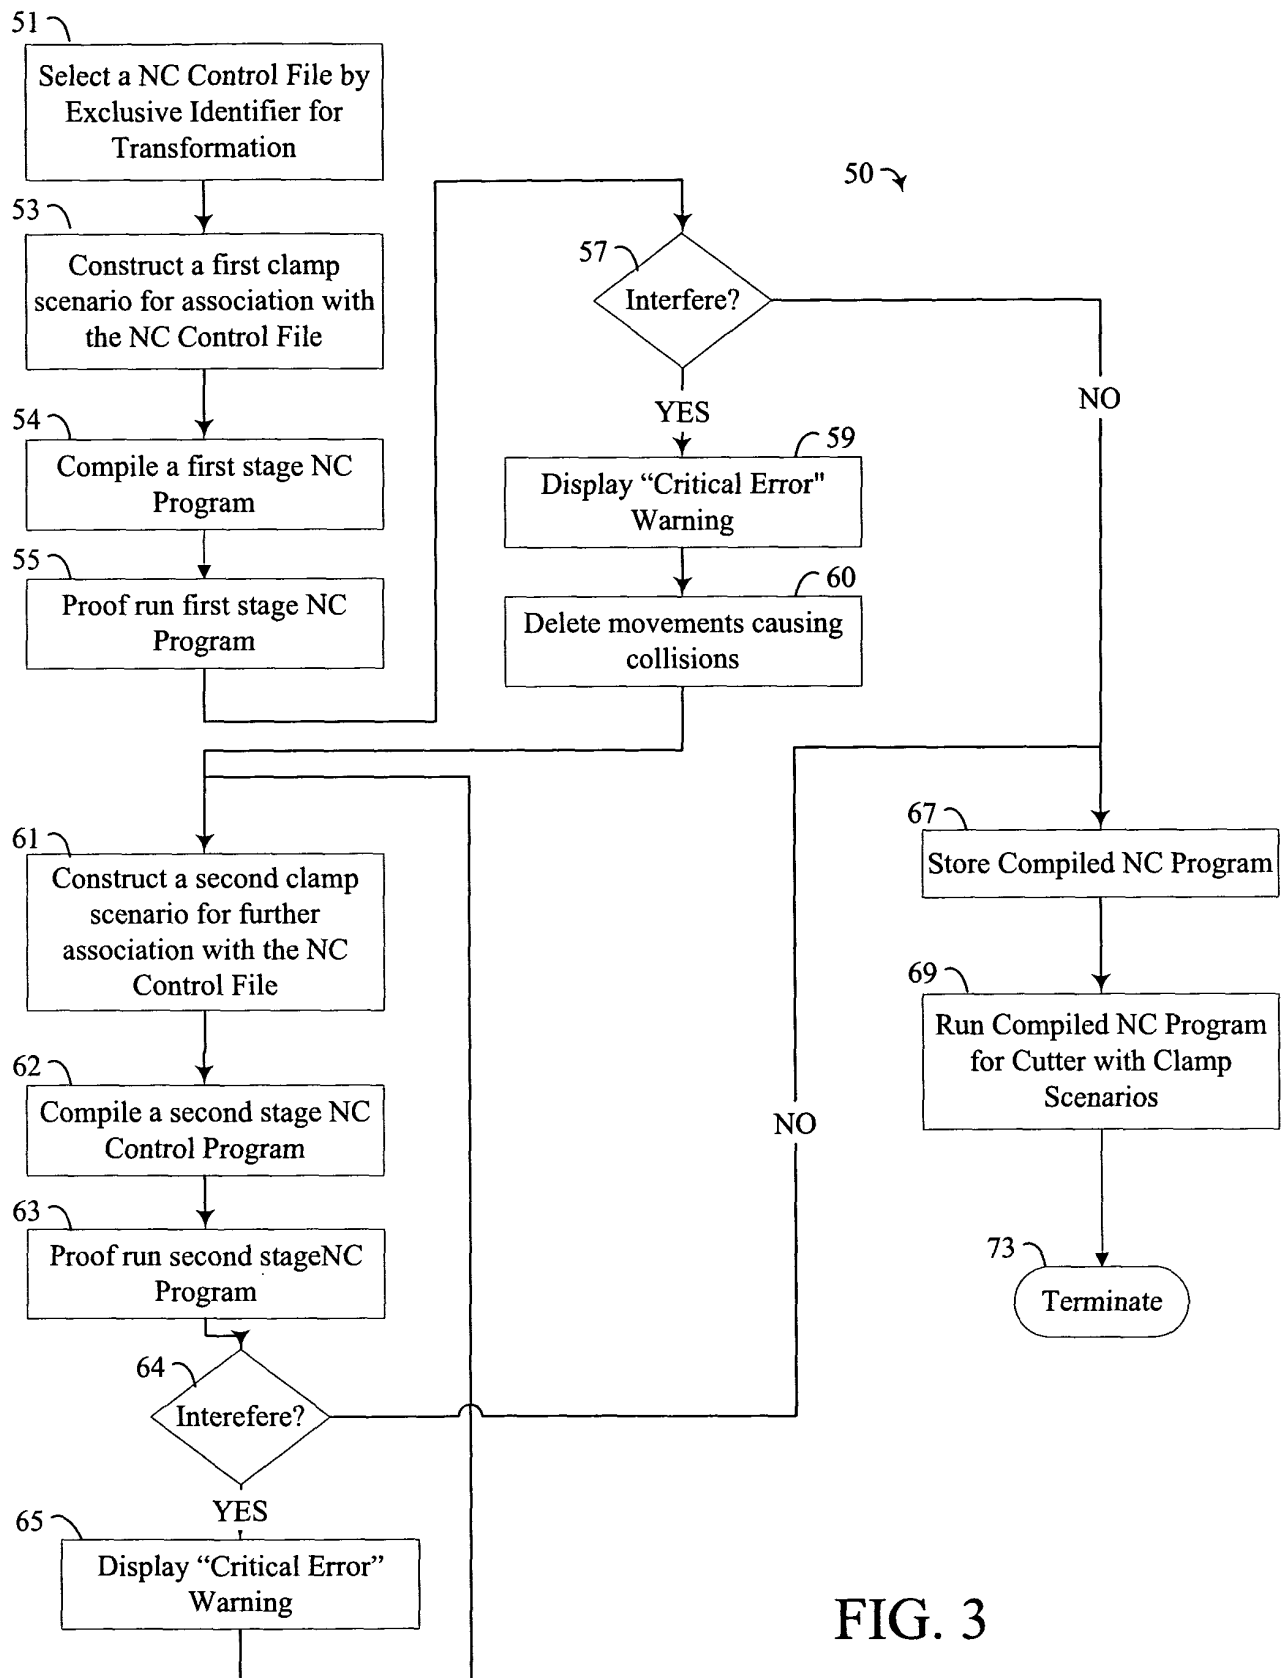 51
Select a NC Control File by
Exclusive Identifier for
Transformation
53
Construct a first clamp
scenario for association with
the NC Control File
54
Compile a first stage NC
Program
55
Proof run first stage NC
Program
50
57
Interfere?
YES
NO
59
Display “Critical Error"
Warning
60
Delete movements causing
collisions
61
Construct a second clamp
scenario for further
association with the NC
Control File
62
Compile a second stage NC
Control Program
63
Proof run second stageNC
Program
64
Interefere?
NO
YES
65
Display “Critical Error”
Warning
67
Store Compiled NC Program
69
Run Compiled NC Program
for Cutter with Clamp
Scenarios
73
Terminate
FIG. 3